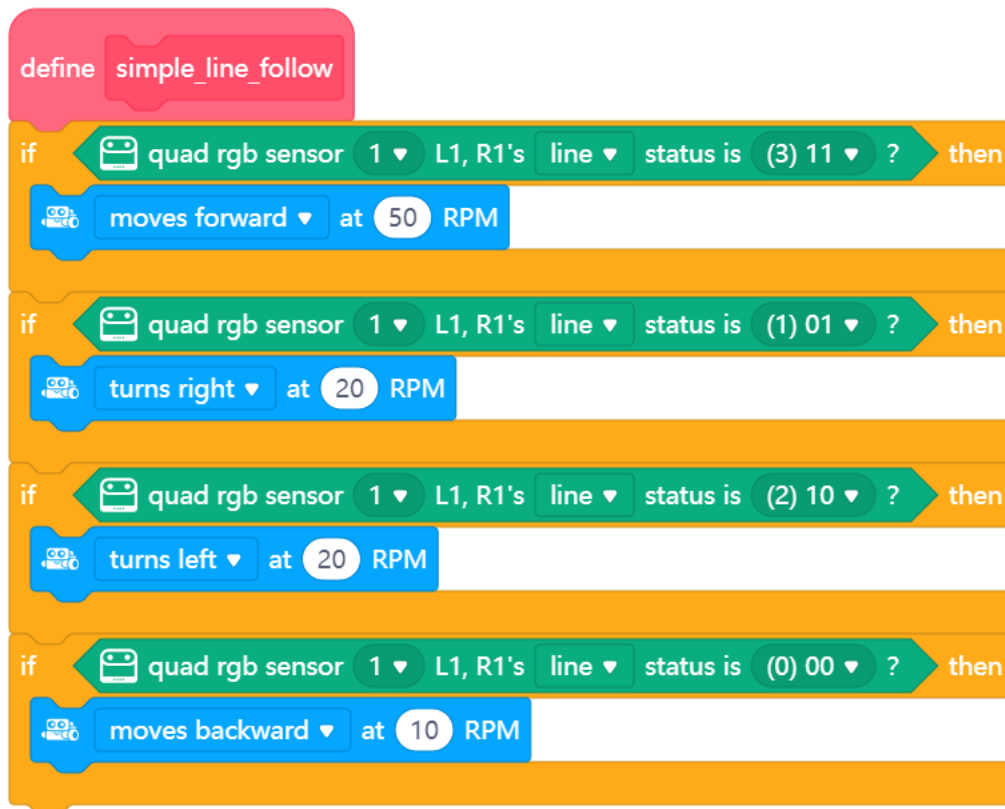 define simple_line_follow
if quad rgb sensor 1 L1, R1's line status is (3) 11 ? then
moves forward at 50 RPM
if quad rgb sensor 1 L1, R1's line status is (1) 01 ? then
turns right at 20 RPM
if quad rgb sensor 1 L1, R1's line status is (2) 10 ? then
turns left at 20 RPM
if quad rgb sensor 1 L1, R1's line status is (0) 00 ? then
moves backward at 10 RPM